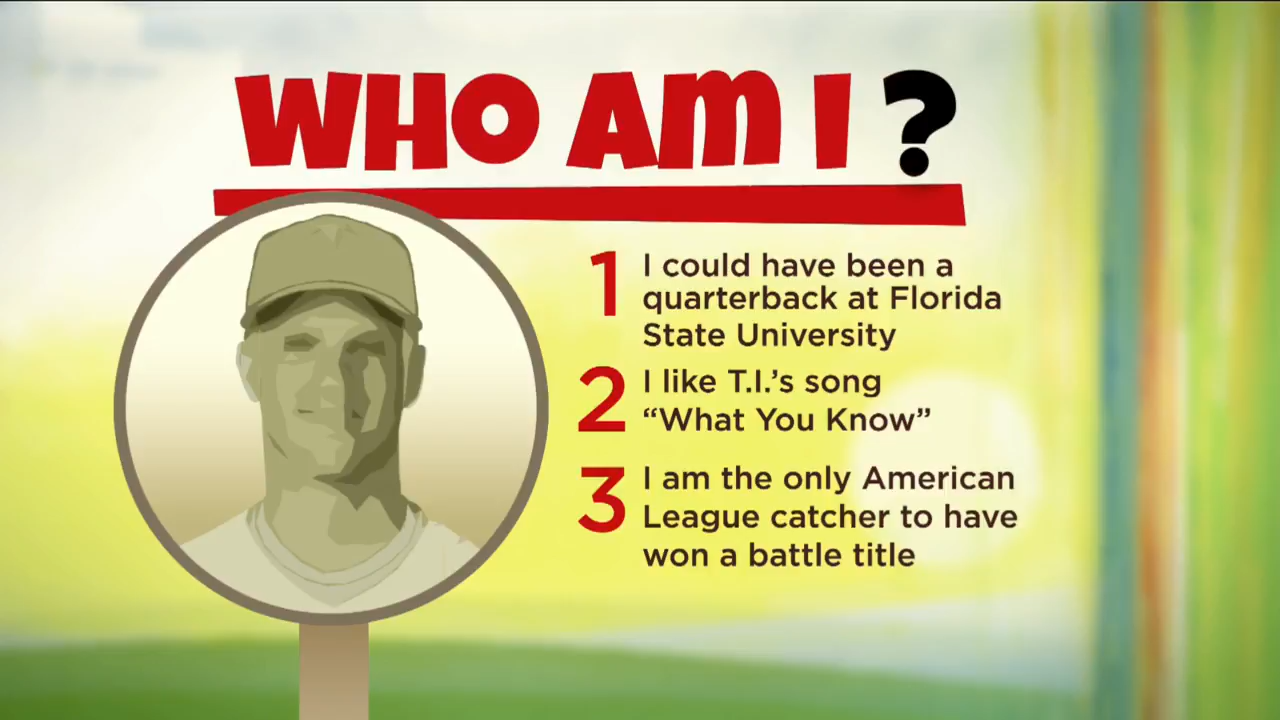 WHO AM I?
1 I could have been a
quarterback at Florida
State University
2 I like T.I.'s song
“What You Know”
3 I am the only American
League catcher to have
won a battle title